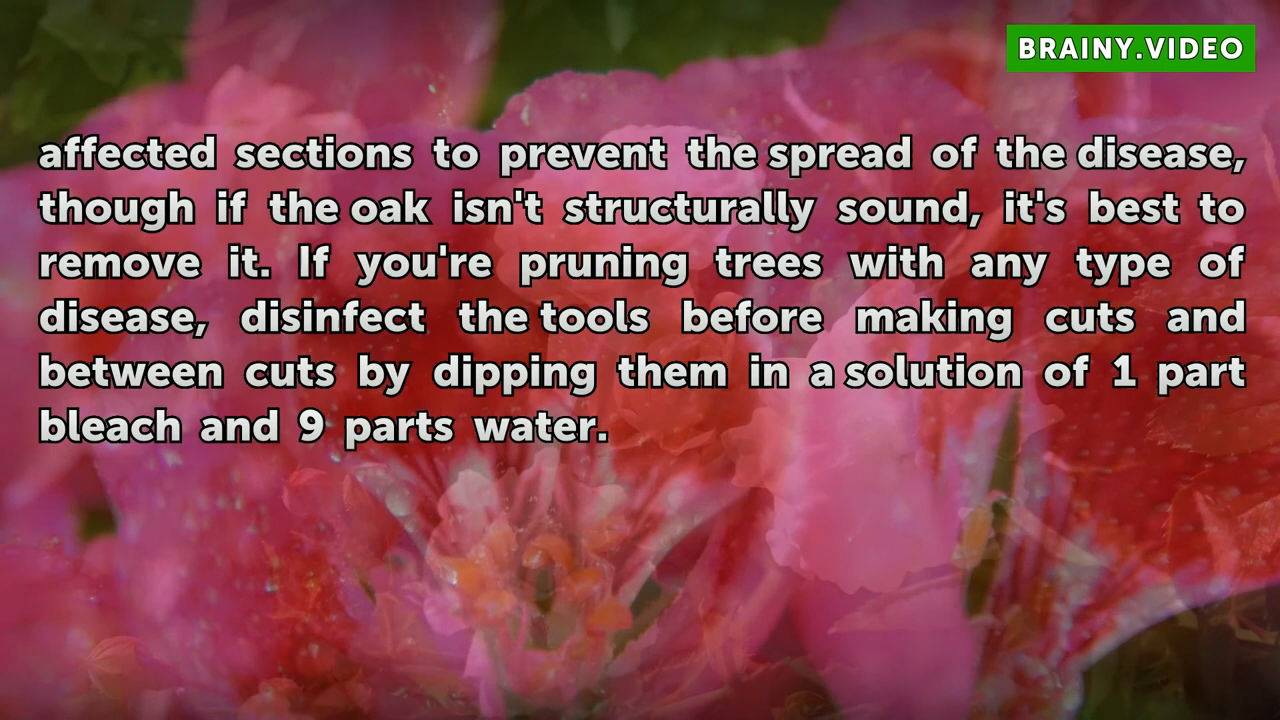 BRAINY.VIDEO
affected sections to prevent the spread of the disease,
though if the oak isn't structurally sound, it's best to
remove it. If you're pruning trees with any type of
disease, disinfect the tools before making cuts and
between cuts by dipping them in a solution of 1 part
bleach and 9 parts water.